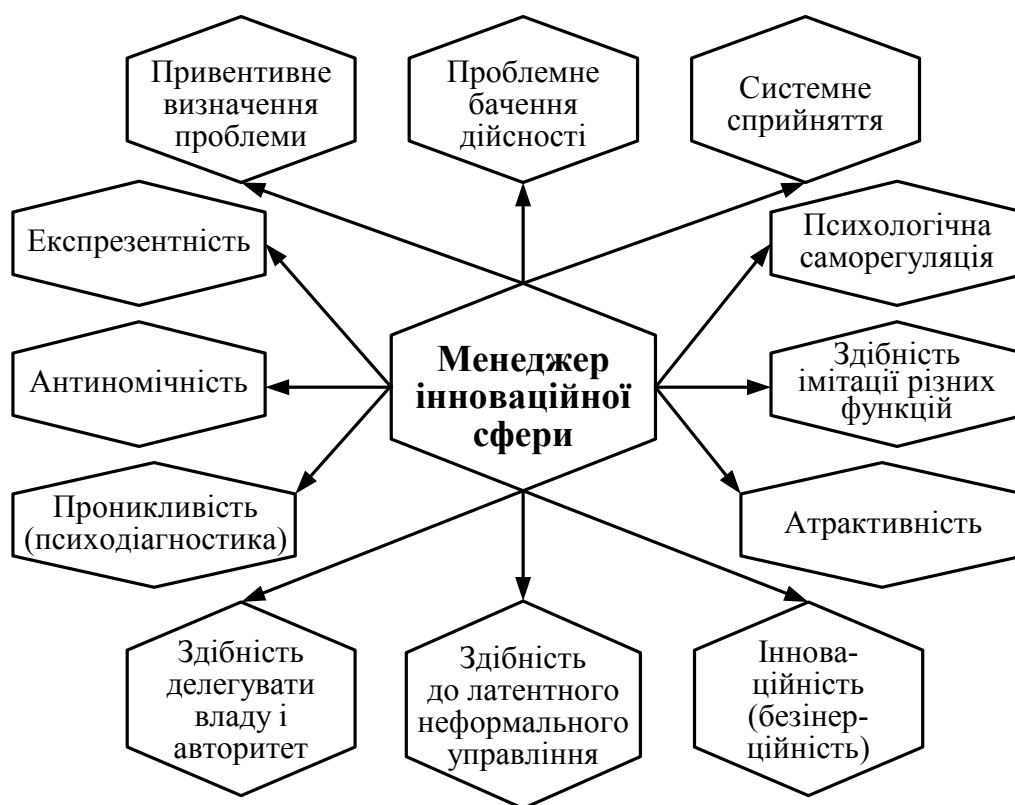 Привентивне
визначення
проблеми
Проблемне
бачення
дійсності
Системне
сприйняття
Експрезентність
Психологічна
саморегуляція
Антиномічність
Менеджер
інноваційної
сфери
Здібність
імітації різних
функцій
Проникливість
(психодіагностика)
Атрактивність
Здібність
делегувати
владу і
авторитет
Здібність
до латентного
неформального
управління
Іннова-
ційність
(безінер-
ційність)